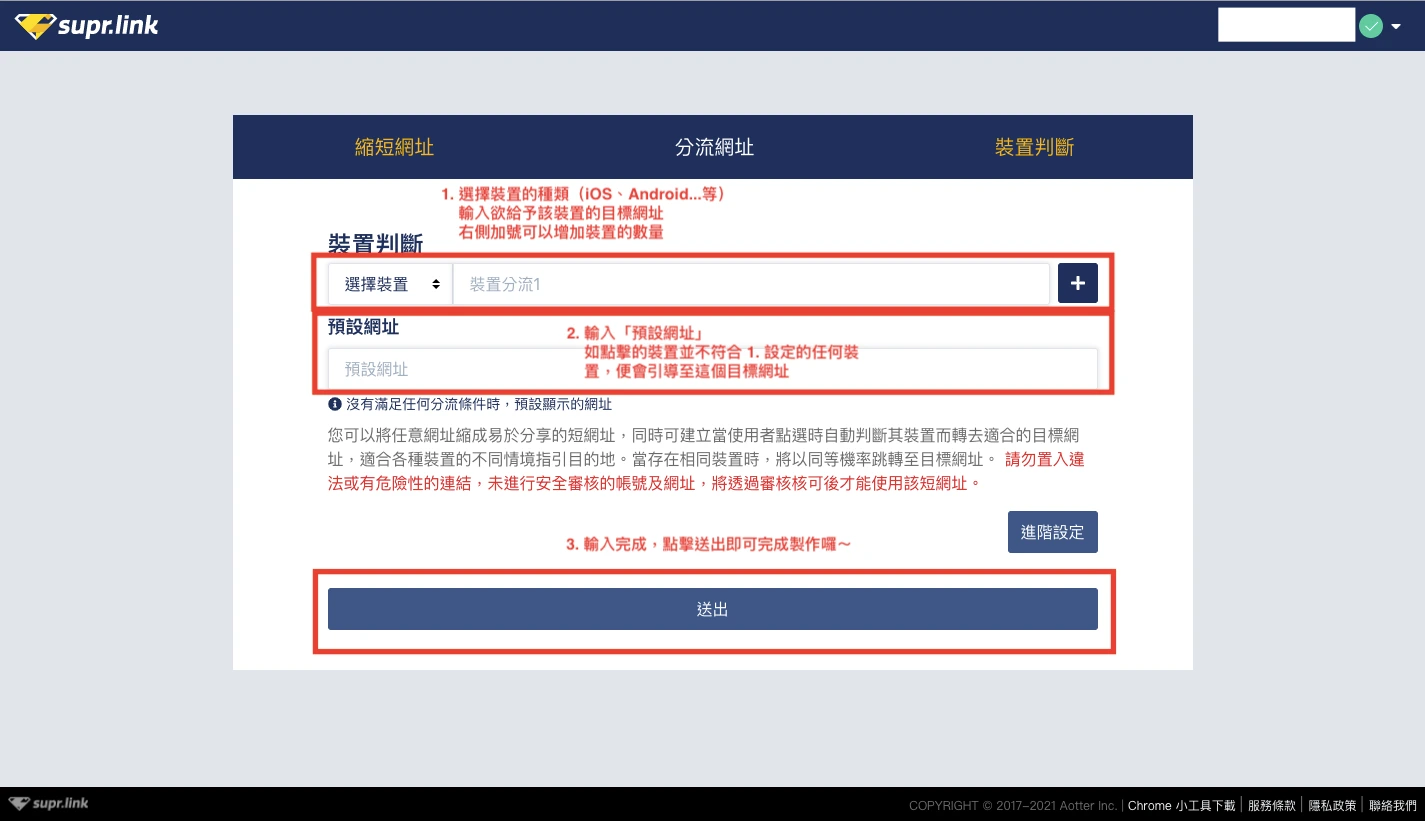 supr.link
縮短網址
分流網址
裝置判斷
1. 選擇裝置的種類（iOS、Android...等）
輸入欲給予該裝置的目標網址
右側加號可以增加裝置的數量
裝置判斷
選擇裝置
裝置分流1
+
預設網址
2. 輸入「預設網址」
如點擊的裝置並不符合 1. 設定的任何裝
置，便會引導至這個目標網址
預設網址
沒有滿足任何分流條件時，預設顯示的網址
您可以將任意網址縮成易於分享的短網址，同時可建立當使用者點選時自動判斷其裝置而轉去適合的目標網
址，適合各種裝置的不同情境指引目的地。當存在相同裝置時，將以同等機率跳轉至目標網址。 請勿置入違
法或有危險性的連結，未進行安全審核的帳號及網址，將透過審核核可後才能使用該短網址。
進階設定
3. 輸入完成，點擊送出即可完成製作囉～
送出
supr.link
COPYRIGHT © 2017-2021 Aotter Inc. | Chrome 小工具下載 | 服務條款 | 隱私政策 | 聯絡我們